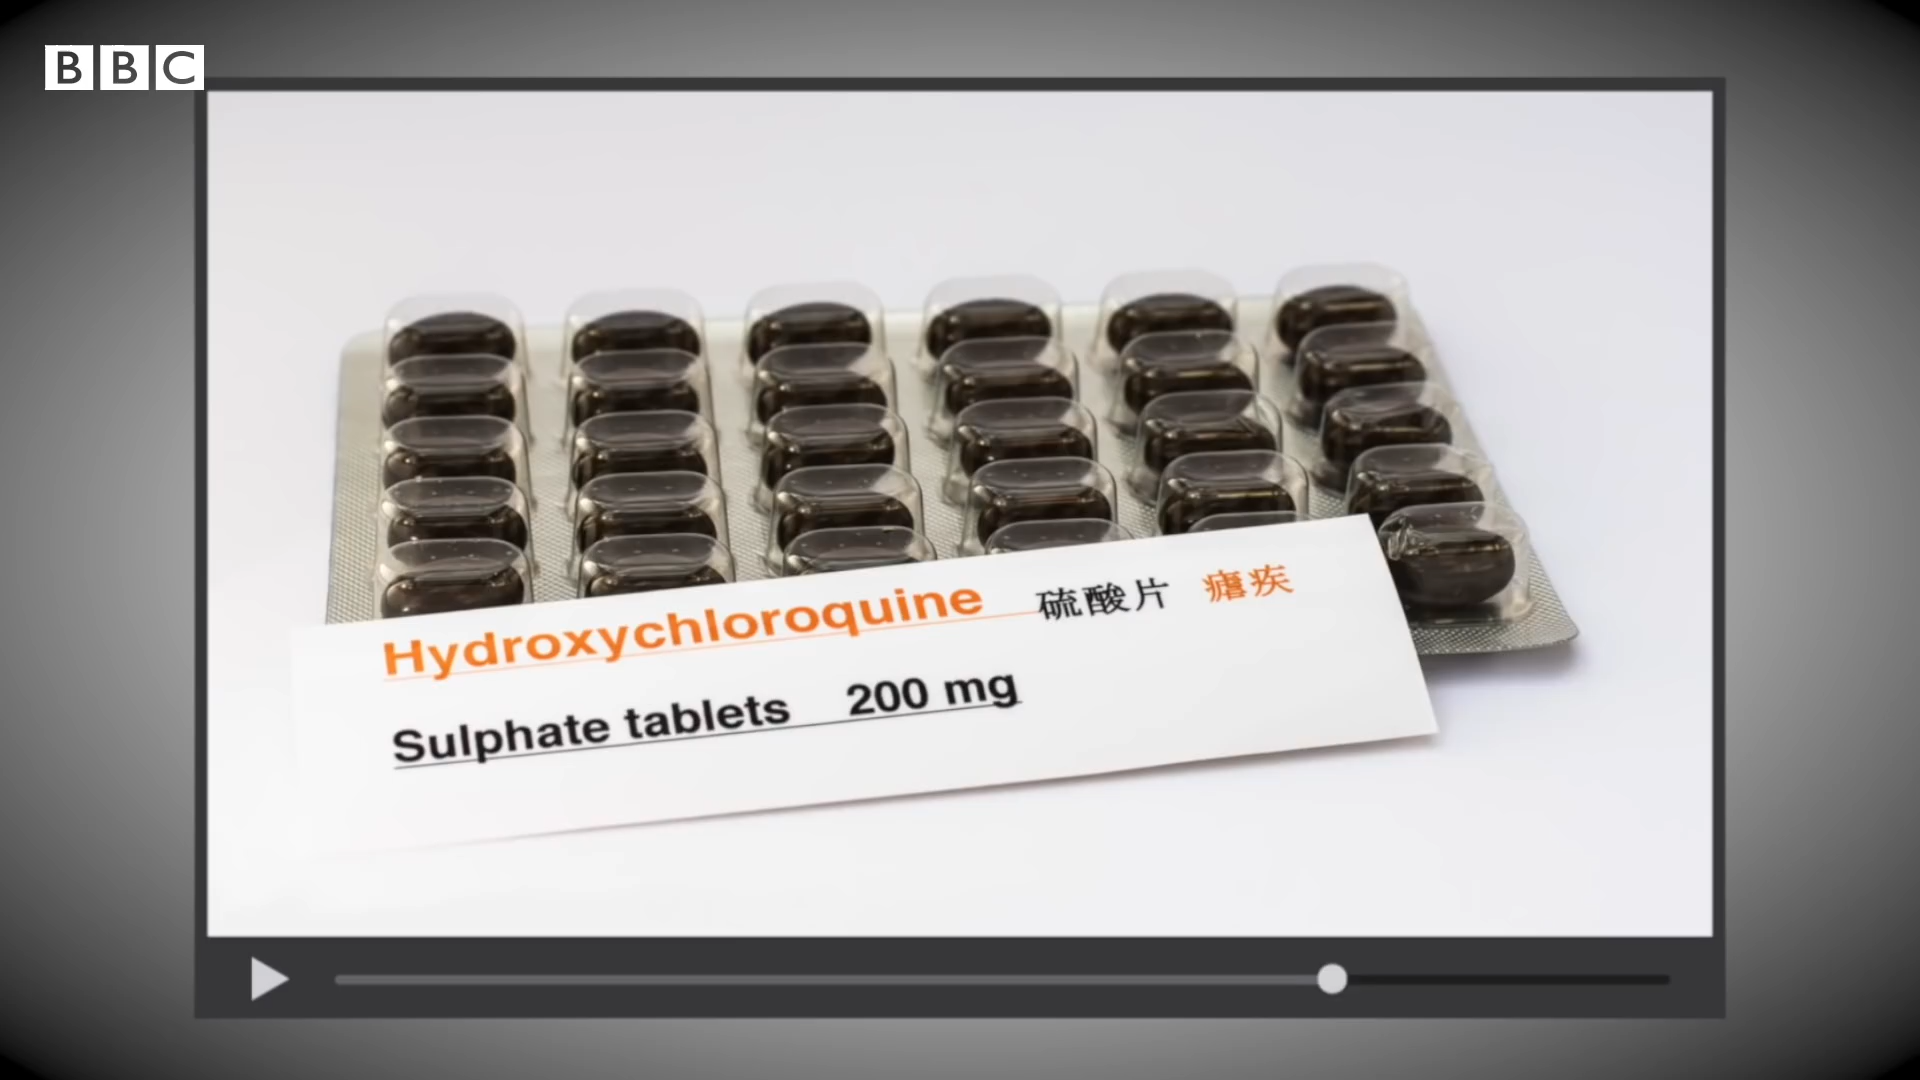 BBC
Hydroxychloroquine 硫酸片 瘧疾
Sulphate tablets 200 mg